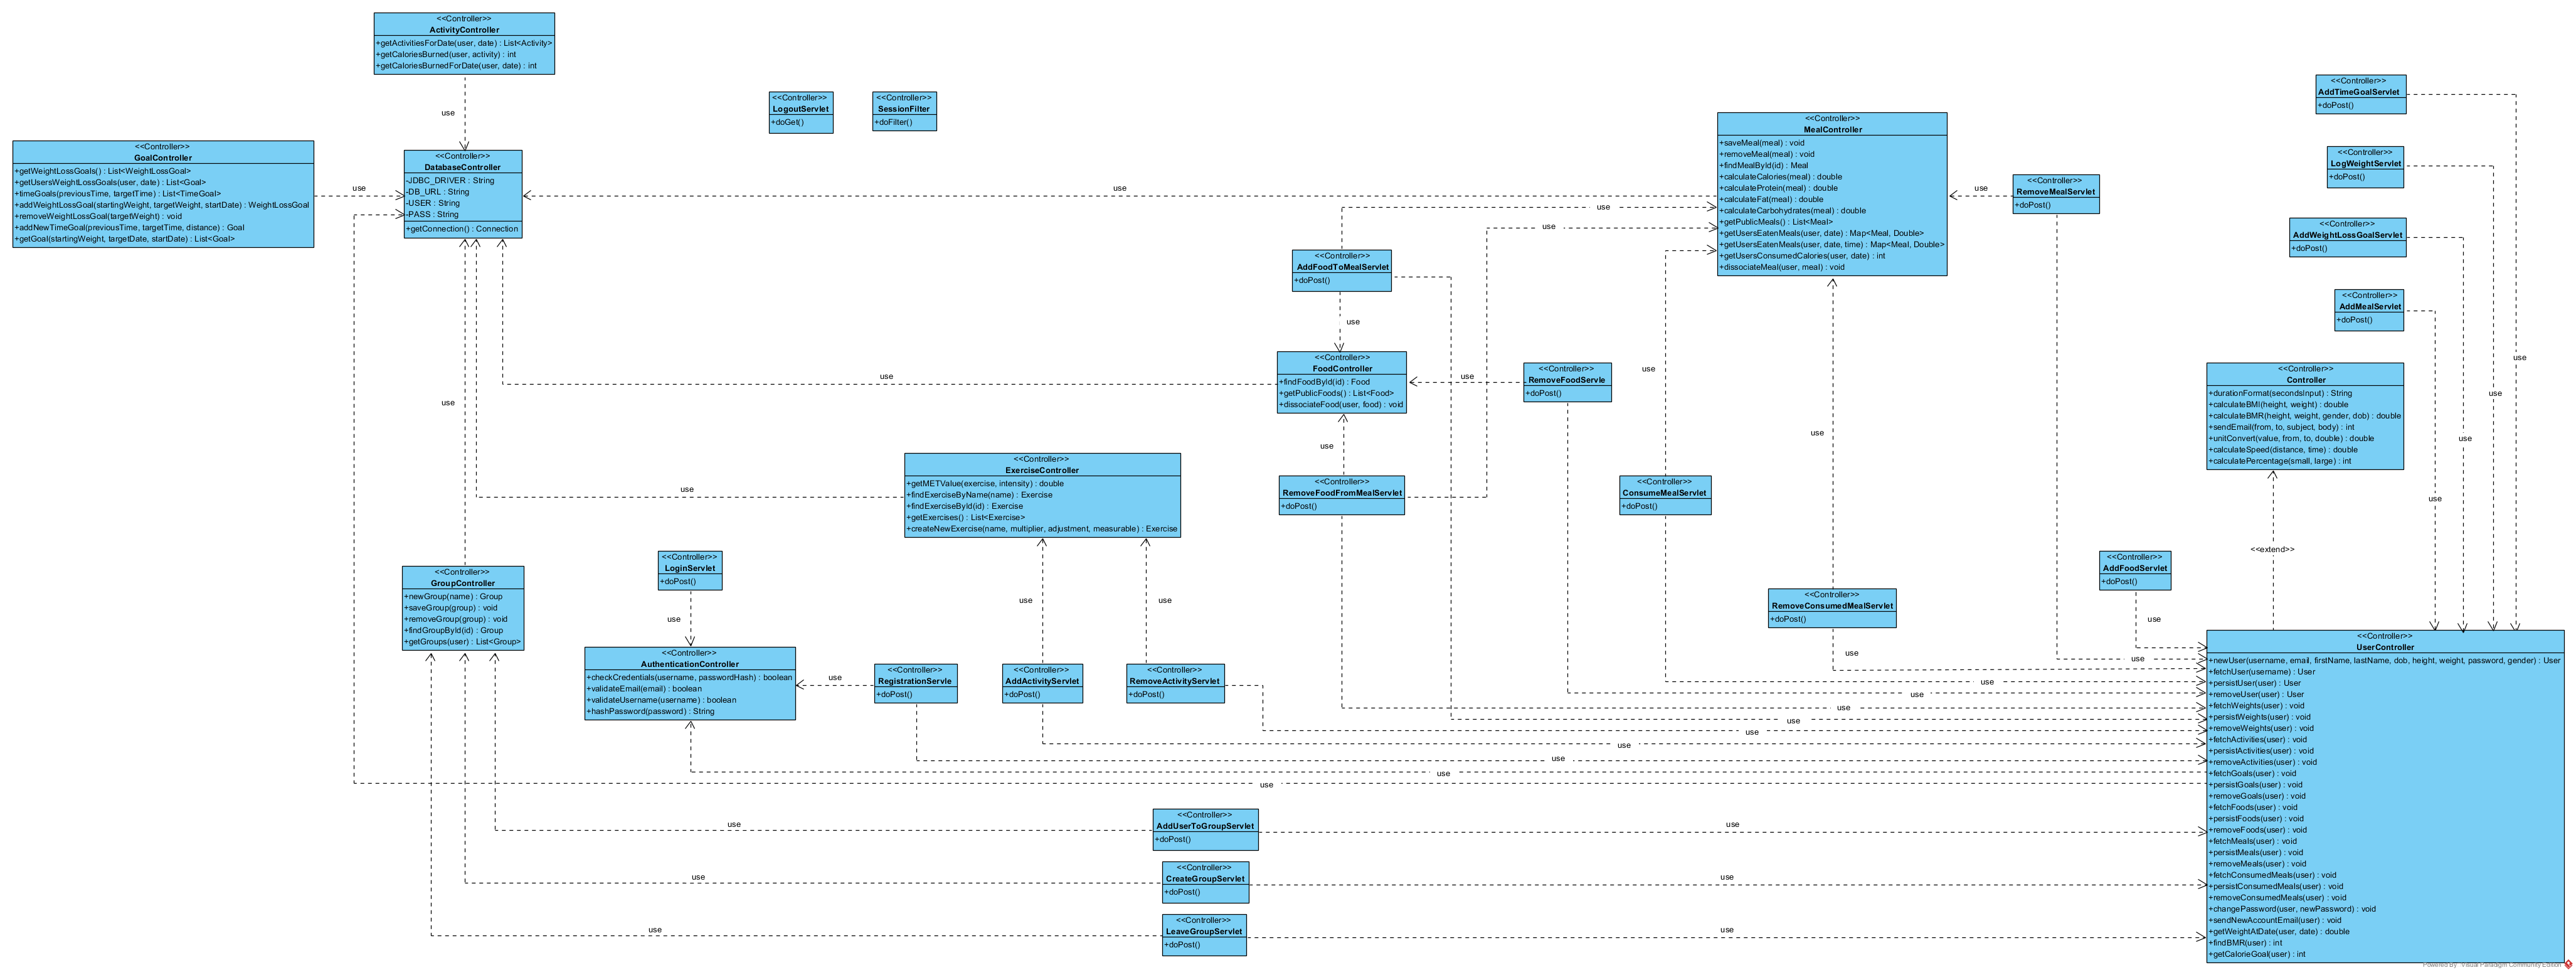 <<Controller>>
ActivityController
+getActivitiesForDate(user, date) : List<Activity>
+getCaloriesBurned(user, activity) : int
+getCaloriesBurnedForDate(user, date) : int
use
<<Controller>>
LogoutServlet
+doGet()
<<Controller>>
SessionFilter
+doFilter()
<<Controller>>
GoalController
+getWeightLossGoals() : List<WeightLossGoal>
+getUsersWeightLossGoals(user, date) : List<Goal>
+timeGoals(previousTime, targetTime) : List<TimeGoal>
+addWeightLossGoal(startingWeight, targetWeight, startDate) : WeightLossGoal
+removeWeightLossGoal(targetWeight) : void
+addNewTimeGoal(previousTime, targetTime, distance) : Goal
+getGoal(startingWeight, targetDate, startDate) : List<Goal>
use
<<Controller>>
DatabaseController
-JDBC_DRIVER : String
-DB_URL : String
-USER : String
-PASS : String
+getConnection() : Connection
use
<<Controller>>
MealController
+saveMeal(meal) : void
+removeMeal(meal) : void
+findMealById(id) : Meal
+calculateCalories(meal) : double
+calculateProtein(meal) : double
+calculateFat(meal) : double
+calculateCarbohydrates(meal) : double
+getPublicMeals() : List<Meal>
+getUsersEatenMeals(user, date) : Map<Meal, Double>
+getUsersEatenMeals(user, date, time) : Map<Meal, Double>
+getUsersConsumedCalories(user, date) : int
+dissociateMeal(user, meal) : void
use
<<Controller>>
RemoveMealServlet
+doPost()
<<Controller>>
AddTimeGoalServlet
+doPost()
<<Controller>>
LogWeightServlet
+doPost()
<<Controller>>
AddWeightLossGoalServlet
+doPost()
<<Controller>>
AddMealServlet
+doPost()
use
use
<<Controller>>
AddFoodToMealServlet
+doPost()
use
<<Controller>>
FoodController
+findFoodById(id) : Food
+getPublicFoods() : List<Food>
+dissociateFood(user, food) : void
use
use
<<Controller>>
RemoveFoodServle
+doPost()
use
use
use
use
use
use
<<Controller>>
Controller
+durationFormat(secondsInput) : String
+calculateBMI(height, weight) : double
+calculateBMR(height, weight, gender, dob) : double
+sendEmail(from, to, subject, body) : int
+unitConvert(value, from, to, double) : double
+calculateSpeed(distance, time) : double
+calculatePercentage(small, large) : int
use
use
use
<<Controller>>
ExerciseController
+getMETValue(exercise, intensity) : double
+findExerciseByName(name) : Exercise
+findExerciseById(id) : Exercise
+getExercises() : List<Exercise>
+createNewExercise(name, multiplier, adjustment, measurable) : Exercise
use
<<Controller>>
RemoveFoodFromMealServlet
+doPost()
<<Controller>>
ConsumeMealServlet
+doPost()
<<extend>>
<<Controller>>
GroupController
+newGroup(name) : Group
+saveGroup(group) : void
+removeGroup(group) : void
+findGroupById(id) : Group
+getGroups(user) : List<Group>
<<Controller>>
LoginServlet
+doPost()
use
use
use
<<Controller>>
RemoveConsumedMealServlet
+doPost()
<<Controller>>
AddFoodServlet
+doPost()
use
<<Controller>>
AuthenticationController
+checkCredentials(username, passwordHash) : boolean
+validateEmail(email) : boolean
+validateUsername(username) : boolean
+hashPassword(password) : String
use
<<Controller>>
RegistrationServle
+doPost()
<<Controller>>
AddActivityServlet
+doPost()
<<Controller>>
RemoveActivityServlet
+doPost()
use
use
use
use
use
use
use
use
use
use
use
<<Controller>>
UserController
+newUser(username, email, firstName, lastName, dob, height, weight, password, gender) : User
+fetchUser(username) : User
+persistUser(user) : User
+removeUser(user) : User
+fetchWeights(user) : void
+persistWeights(user) : void
+removeWeights(user) : void
+fetchActivities(user) : void
+persistActivities(user) : void
+removeActivities(user) : void
+fetchGoals(user) : void
+persistGoals(user) : void
+removeGoals(user) : void
+fetchFoods(user) : void
+persistFoods(user) : void
+removeFoods(user) : void
+fetchMeals(user) : void
+persistMeals(user) : void
+removeMeals(user) : void
+fetchConsumedMeals(user) : void
+persistConsumedMeals(user) : void
+removeConsumedMeals(user) : void
+changePassword(user, newPassword) : void
+sendNewAccountEmail(user) : void
+getWeightAtDate(user, date) : double
+findBMR(user) : int
+getCalorieGoal(user) : int
use
<<Controller>>
AddUserToGroupServlet
+doPost()
use
use
<<Controller>>
CreateGroupServlet
+doPost()
use
use
<<Controller>>
LeaveGroupServlet
+doPost()
use
Powered By Visual Paradigm Community Edition